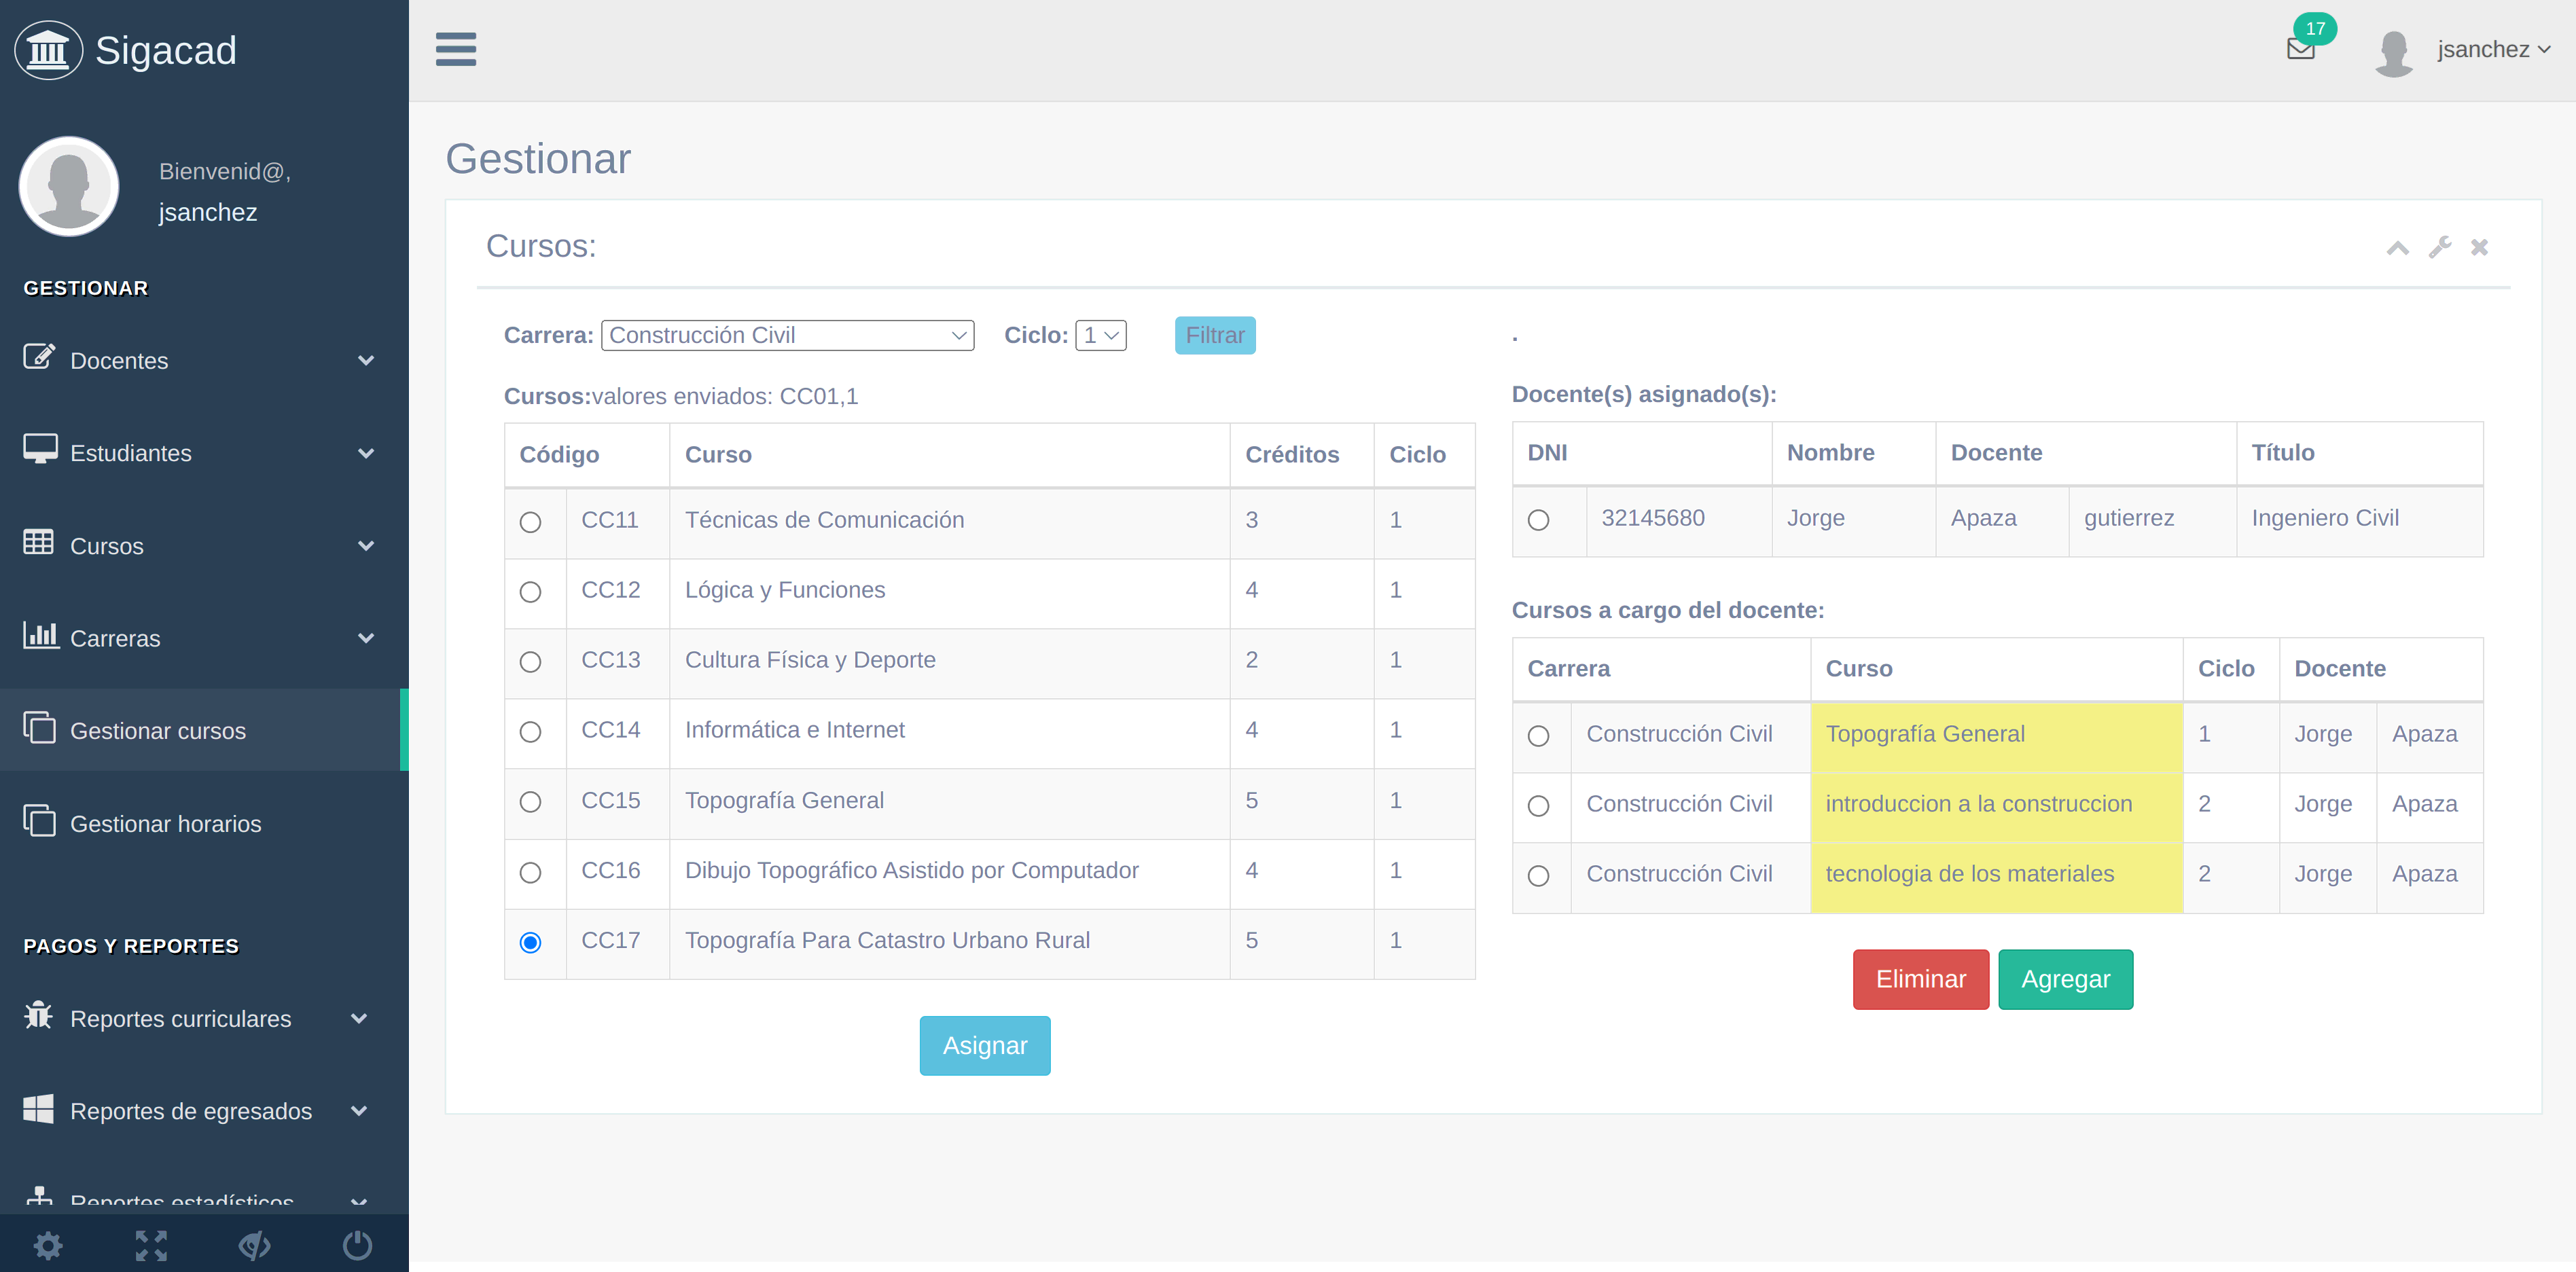 Sigacad
17
jsanchez
Bienvenid@,
jsanchez
GESTIONAR
Docentes
Estudiantes
Cursos
Carreras
Gestionar cursos
Gestionar horarios
PAGOS Y REPORTES
Reportes curriculares
Reportes de egresados
Reportes estadísticos
Gestionar
Cursos:
Carrera: Construcción Civil Ciclo: 1 Filtrar
Cursos:valores enviados: CC01,1
Código Curso Créditos Ciclo
CC11 Técnicas de Comunicación 3 1
CC12 Lógica y Funciones 4 1
CC13 Cultura Física y Deporte 2 1
CC14 Informática e Internet 4 1
CC15 Topografía General 5 1
CC16 Dibujo Topográfico Asistido por Computador 4 1
CC17 Topografía Para Catastro Urbano Rural 5 1
Asignar
.
Docente(s) asignado(s):
DNI Nombre Docente Título
32145680 Jorge Apaza gutierrez Ingeniero Civil
Cursos a cargo del docente:
Carrera Curso Ciclo Docente
Construcción Civil Topografía General 1 Jorge Apaza
Construcción Civil introduccion a la construccion 2 Jorge Apaza
Construcción Civil tecnologia de los materiales 2 Jorge Apaza
Eliminar Agregar